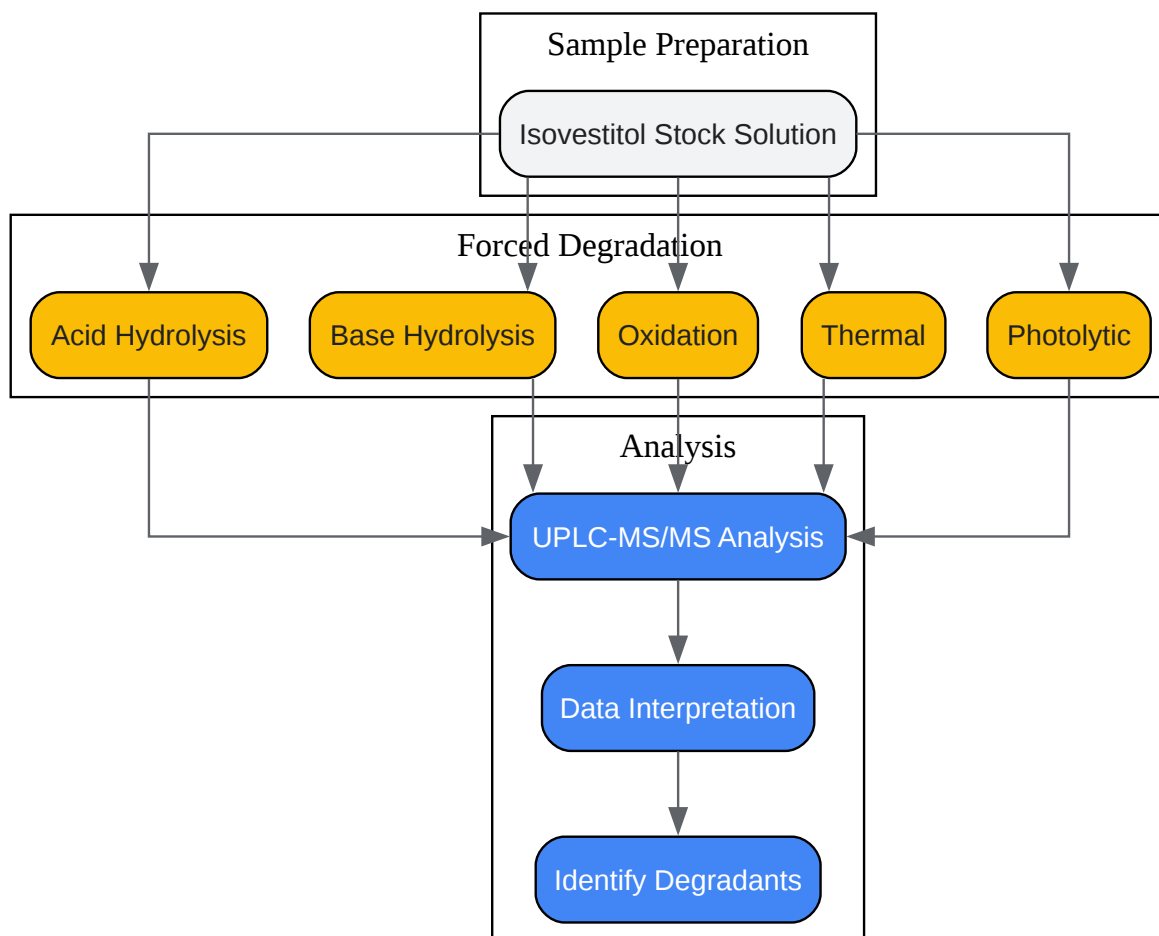 Sample Preparation
Isovestitol Stock Solution
Forced Degradation
Acid Hydrolysis
Base Hydrolysis
Oxidation
Thermal
Photolytic
Analysis
UPLC-MS/MS Analysis
Data Interpretation
Identify Degradants